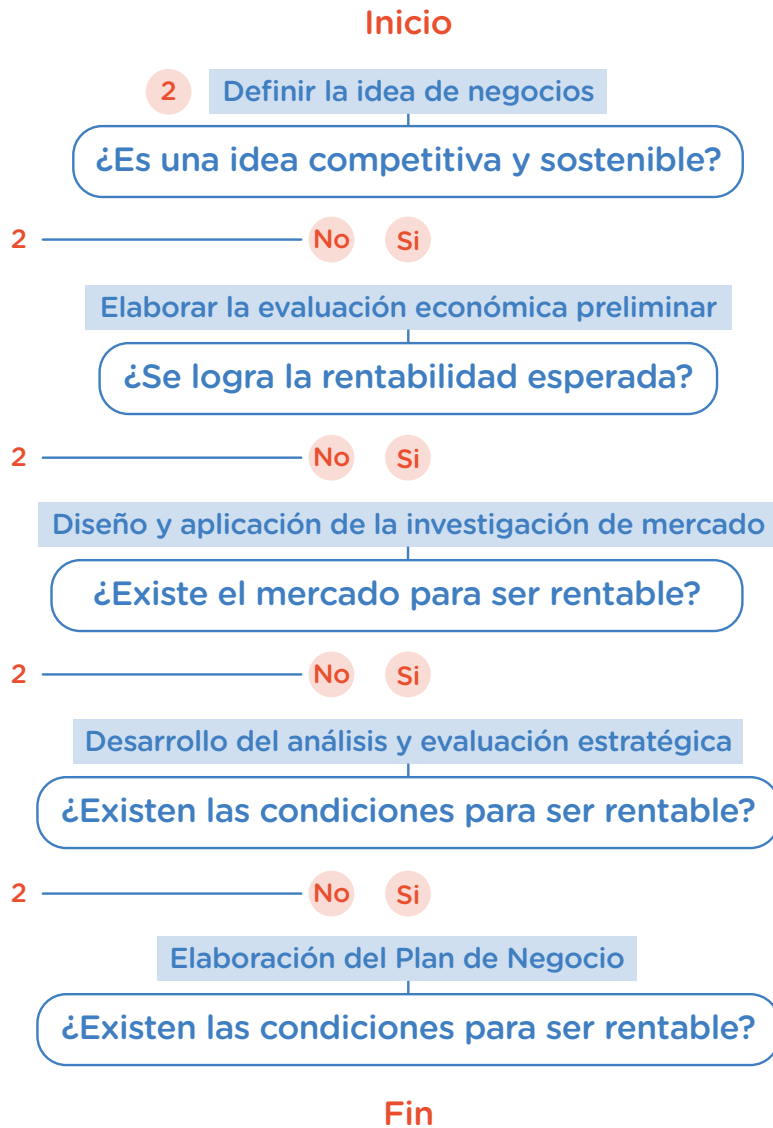 Inicio
2 Definir la idea de negocios
¿Es una idea competitiva y sostenible?
2 No Si
Elaborar la evaluación económica preliminar
¿Se logra la rentabilidad esperada?
2 No Si
Diseño y aplicación de la investigación de mercado
¿Existe el mercado para ser rentable?
2 No Si
Desarrollo del análisis y evaluación estratégica
¿Existen las condiciones para ser rentable?
2 No Si
Elaboración del Plan de Negocio
¿Existen las condiciones para ser rentable?
Fin